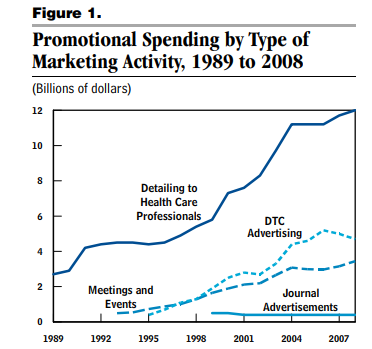 Figure 1.
Promotional Spending by Type of
Marketing Activity, 1989 to 2008
(Billions of dollars)
12
10
8
Detailing to
Health Care
Professionals
6
DTC
Advertising
4
Meetings and
Events
2
Journal
Advertisements
0
1989 1992 1995 1998 2001 2004 2007